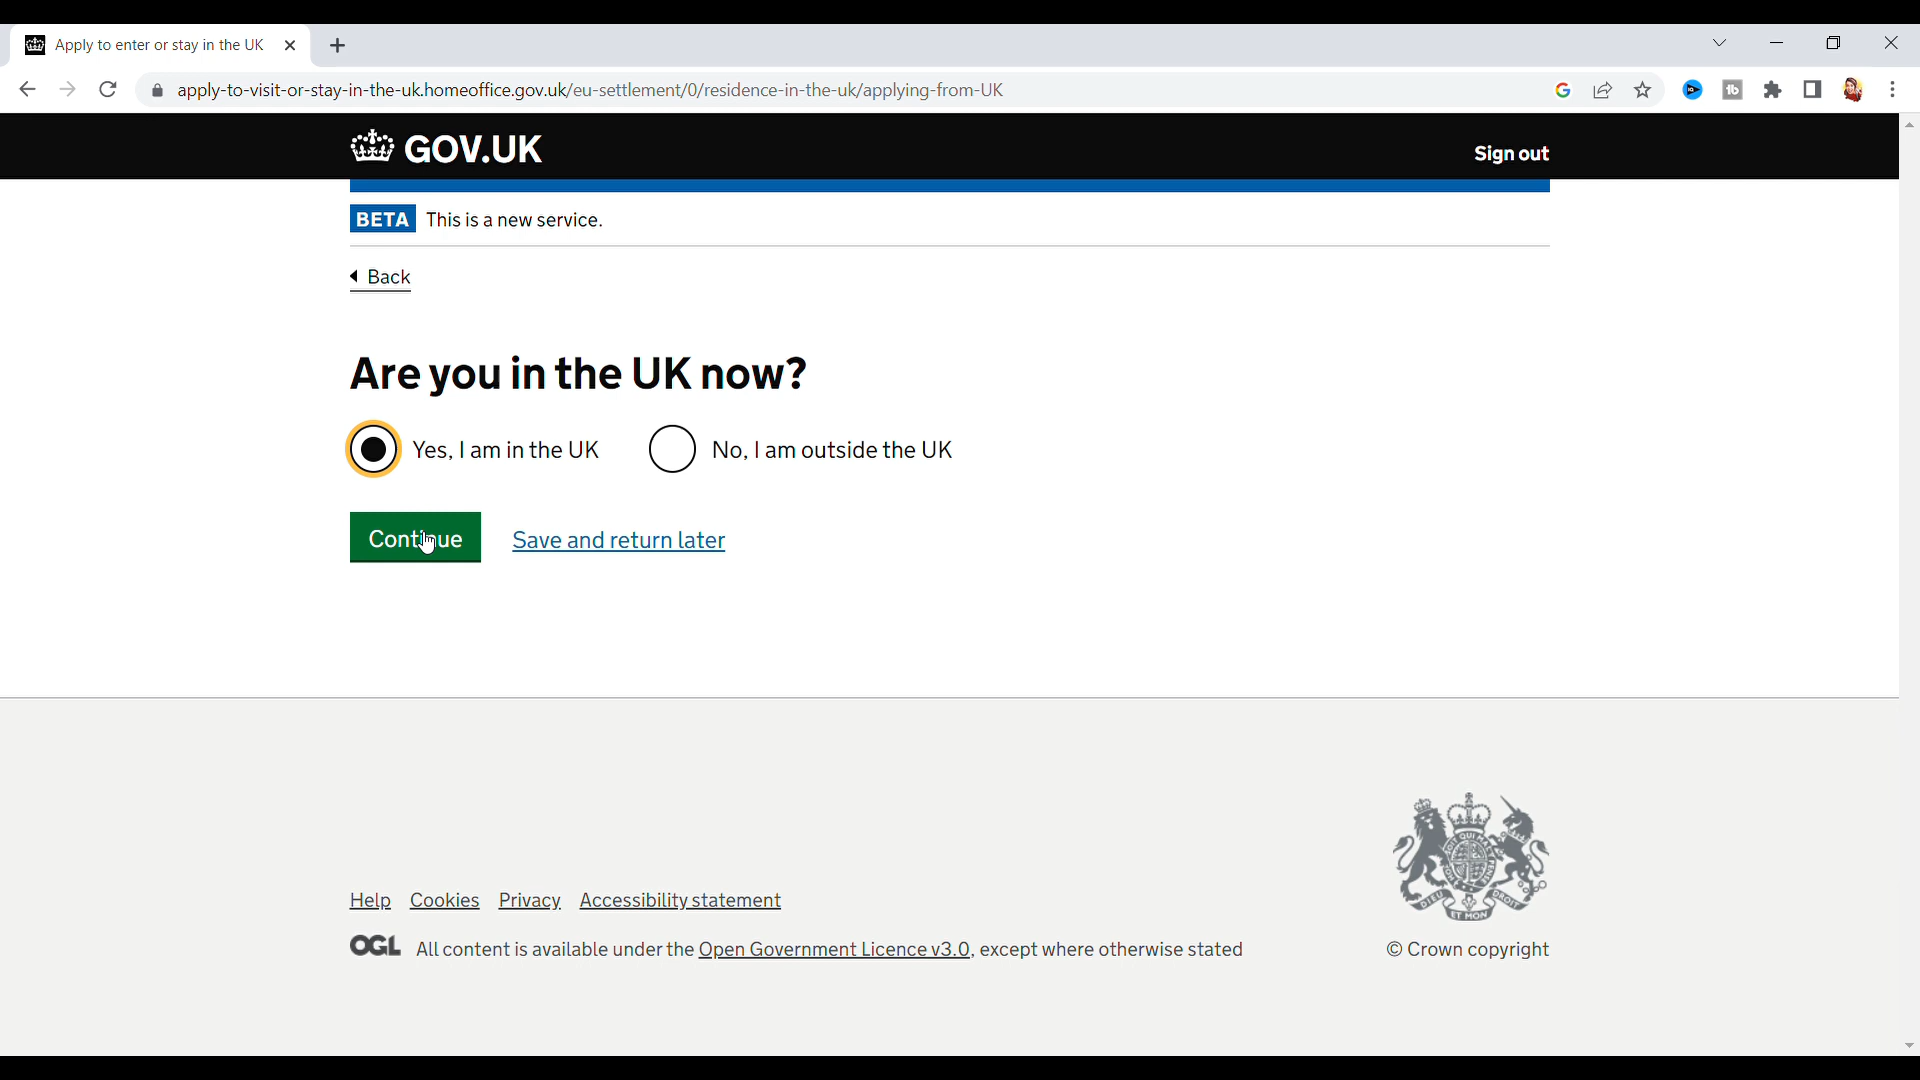 Apply to enter or stay in the UK
apply-to-visit-or-stay-in-the-uk.homeoffice.gov.uk/eu-settlement/0/residence-in-the-uk/applying-from-UK
GOV.UK
Sign out
BETA This is a new service.
Back
Are you in the UK now?
Yes, I am in the UK No, I am outside the UK
Continue Save and return later
Help Cookies Privacy Accessibility statement
OGL All content is available under the Open Government Licence v3.0, except where otherwise stated
© Crown copyright